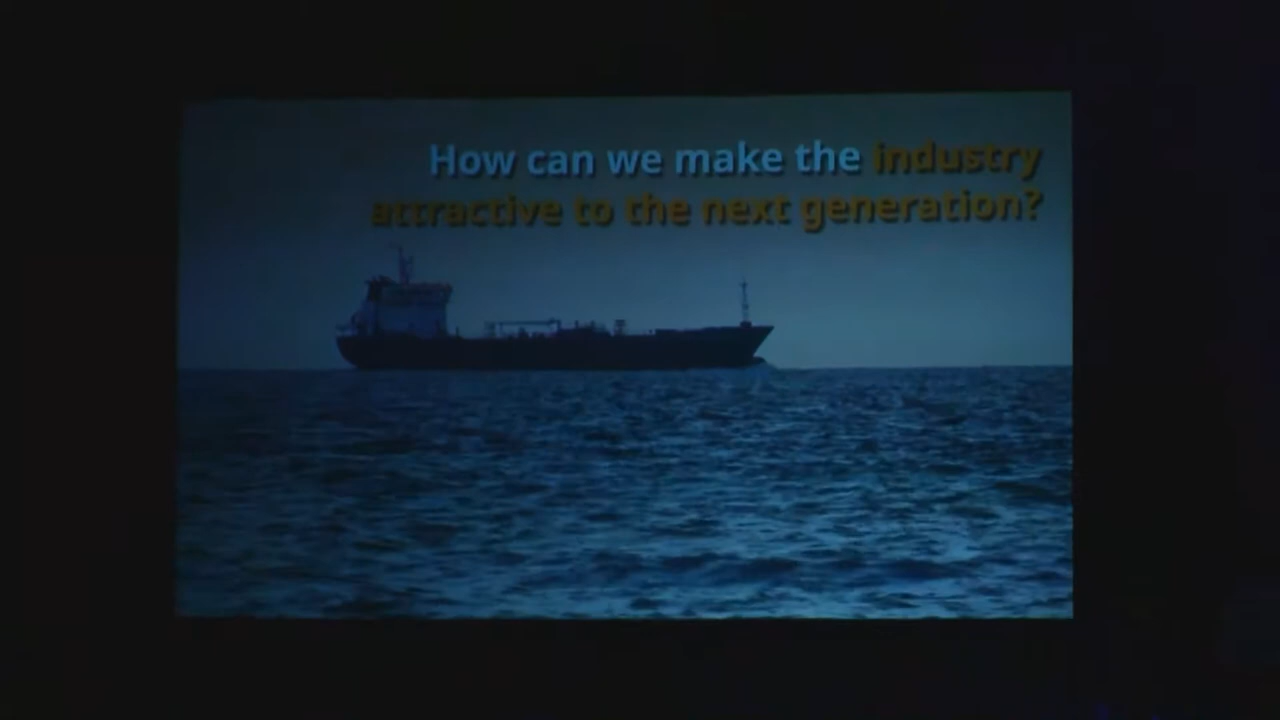 How can we make the industry
attractive to the next generation?